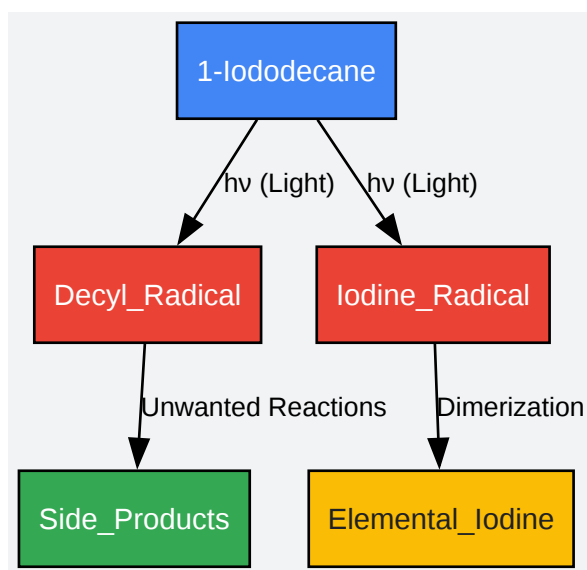 1-Iododecane
hν (Light)
hν (Light)
Decyl_Radical
Iodine_Radical
Unwanted Reactions
Dimerization
Side_Products
Elemental_Iodine